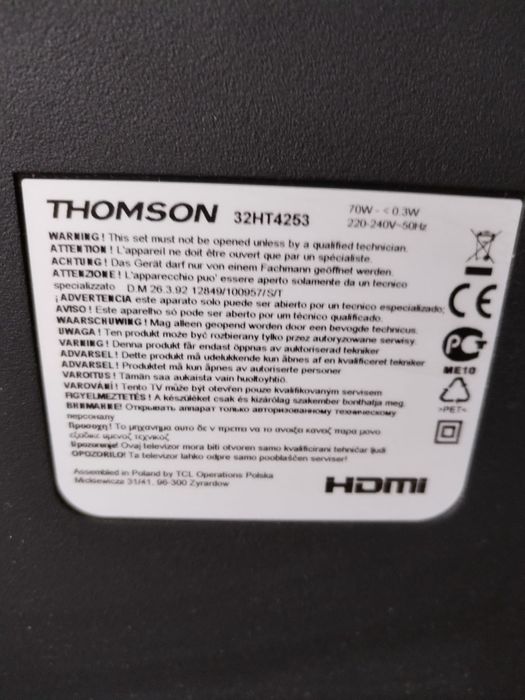 THOMSON 32HT4253
70W - < 0.3W
220-240V~50Hz
WARNING ! This set must not be opened unless by a qualified technician.
ATTENTION ! L'appareil ne doit être ouvert que par un spécialiste.
ACHTUNG ! Das Gerät darf nur von einem Fachmann geöffnet werden.
ATTENZIONE ! L'apparecchio puo' essere aperto solamente da un tecnico
specializzato D.M 26.3.92 12849/100957/S/T
¡ ADVERTENCIA este aparato solo puede ser abierto por un tecnico especializado;
AVISO ! Este aparelho só pode ser aberto por um técnico qualificado.
WAARSCHUWING ! Mag alleen geopend worden door een bevogde technicus.
UWAGA ! Ten produkt może być rozbierany tylko przez autoryzowane serwisy.
VARNING ! Denna produkt får endast öppnas av auktoriserad tekniker
ADVARSEL ! Dette produkt må udelukkende kun åbnes af en kvalificeret tekniker
ADVARSEL ! Produktet må kun åpnes av autoriserte personer
VAROITUS ! Tämän saa aukaista vain huoltoyhtiö.
VAROVÁNI ! Tento TV může byt otevřen pouze kvalifikovaným servisem
FIGYELMEZTETÉS ! A készüléket csak és kizárolag szakember bonthatja meg.
ВНИМАНИЕ ! Открывать аппарат только авторизованному техническому
персоналу
Προσοχη ! Το μηχανημα αυτο δε ν πρεπει να το ανοιξει κανας παρα μονο
εξοδικε υμενος τεχνικος
Upozorenje! Ovaj televizor mora biti otvoren samo kvalificirani tehničar ljudi
OPOZORILO! Ta televizor lahko odpre samo pooblaščen serviser!
Assembled in Poland by TCL Operations Polska
Mickiewicza 31/41, 96-300 Zyrardow
CE
ME10
>PET<
HDMI